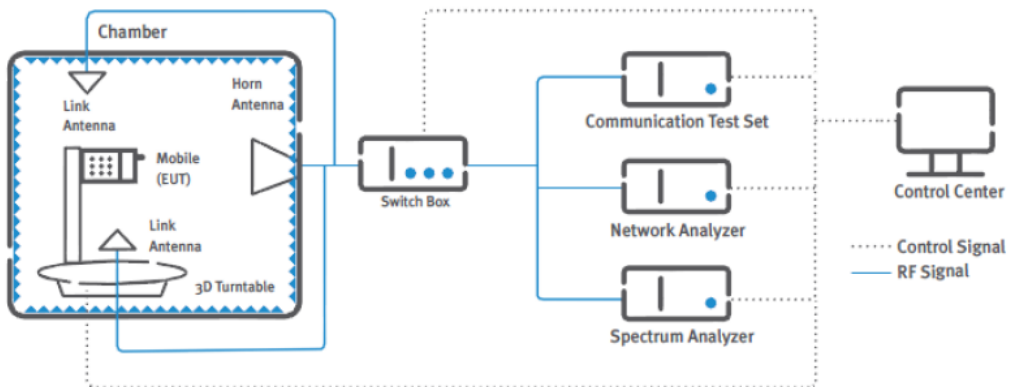 Chamber
Link
Antenna
Horn
Antenna
Mobile
(EUT)
Link
Antenna
3D Turntable
Switch Box
Communication Test Set
Network Analyzer
Spectrum Analyzer
Control Center
Control Signal
RF Signal